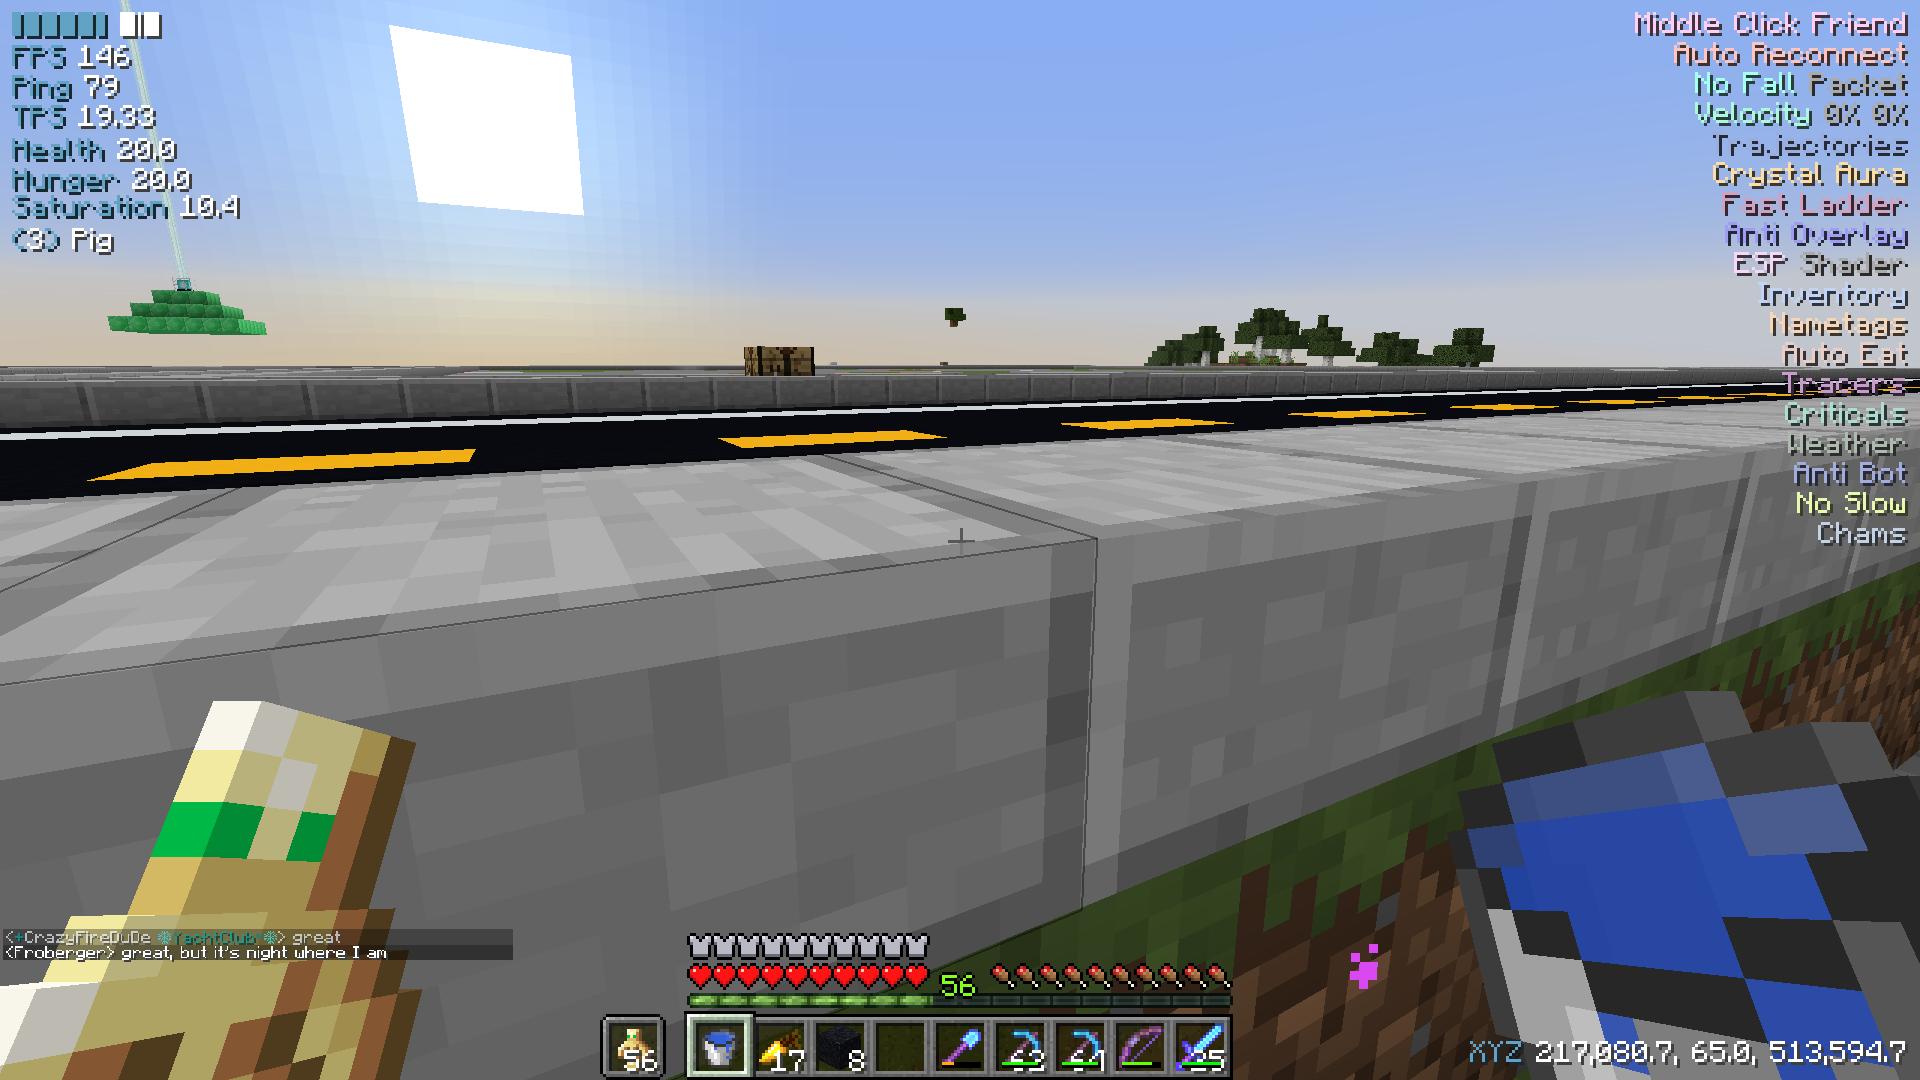 FPS 146
Ping 79
TPS 19.33
Health 20.0
Hunger 20.0
Saturation 10.4
(3) Pig
Middle Click Friend
Auto Reconnect
No Fall Packet
Velocity 0% 0%
Trajectories
Crystal Aura
Fast Ladder
Anti Overlay
ESP Shader
Inventory
Nametags
Auto Eat
Tracers
Criticals
Weather
Anti Bot
No Slow
Chams
<+CrazyFireDuDe ❄YachtClub❄> great
<Froberger> great, but it's night where I am
56
56
17
8
XYZ 217,080.7, 65.0, 513,594.7